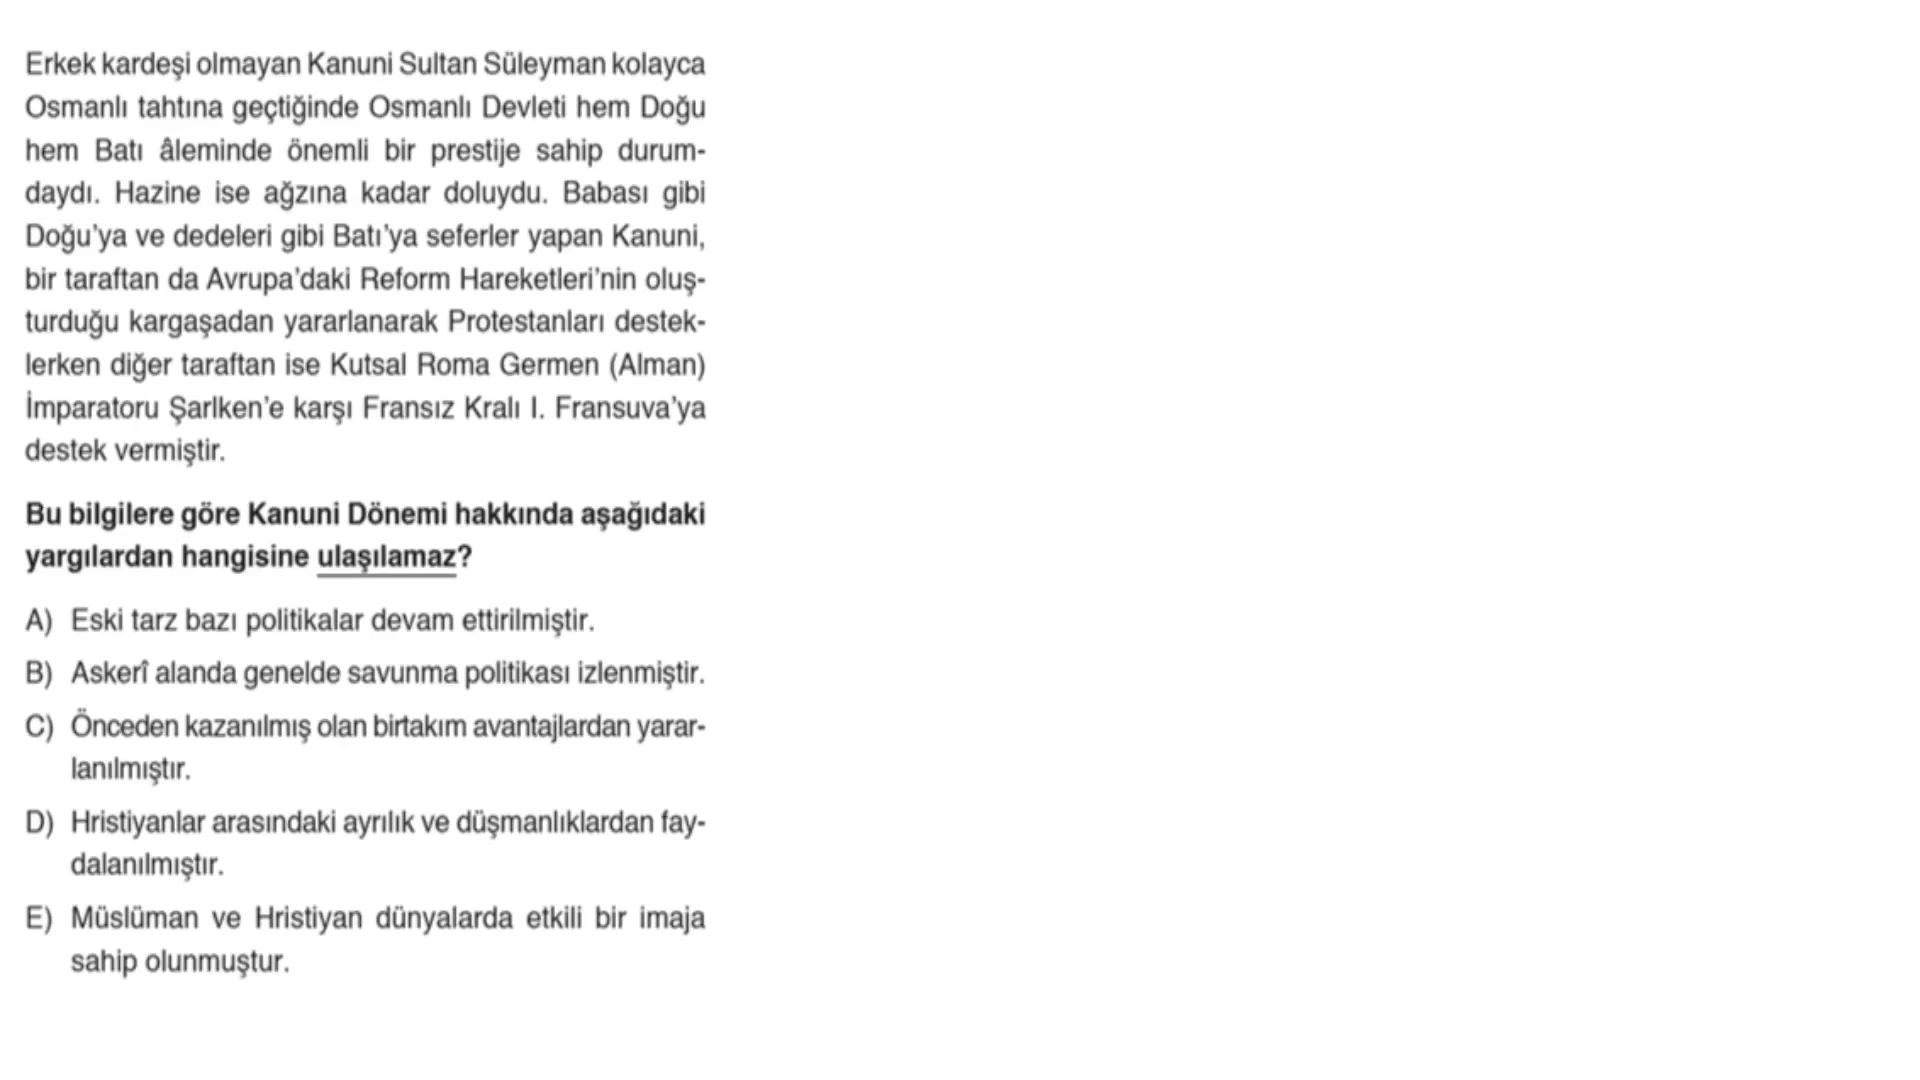 Erkek kardeşi olmayan Kanuni Sultan Süleyman kolayca
Osmanlı tahtına geçtiğinde Osmanlı Devleti hem Doğu
hem Batı âleminde önemli bir prestije sahip durum-
daydı. Hazine ise ağzına kadar doluydu. Babası gibi
Doğu'ya ve dedeleri gibi Batı'ya seferler yapan Kanuni,
bir taraftan da Avrupa'daki Reform Hareketleri'nin oluş-
turduğu kargaşadan yararlanarak Protestanları destek-
lerken diğer taraftan ise Kutsal Roma Germen (Alman)
İmparatoru Şarlken'e karşı Fransız Kralı I. Fransuva'ya
destek vermiştir.
Bu bilgilere göre Kanuni Dönemi hakkında aşağıdaki
yargılardan hangisine ulaşılamaz?
A) Eski tarz bazı politikalar devam ettirilmiştir.
B) Askerî alanda genelde savunma politikası izlenmiştir.
C) Önceden kazanılmış olan birtakım avantajlardan yarar-
lanılmıştır.
D) Hristiyanlar arasındaki ayrılık ve düşmanlıklardan fay-
dalanılmıştır.
E) Müslüman ve Hristiyan dünyalarda etkili bir imaja
sahip olunmuştur.